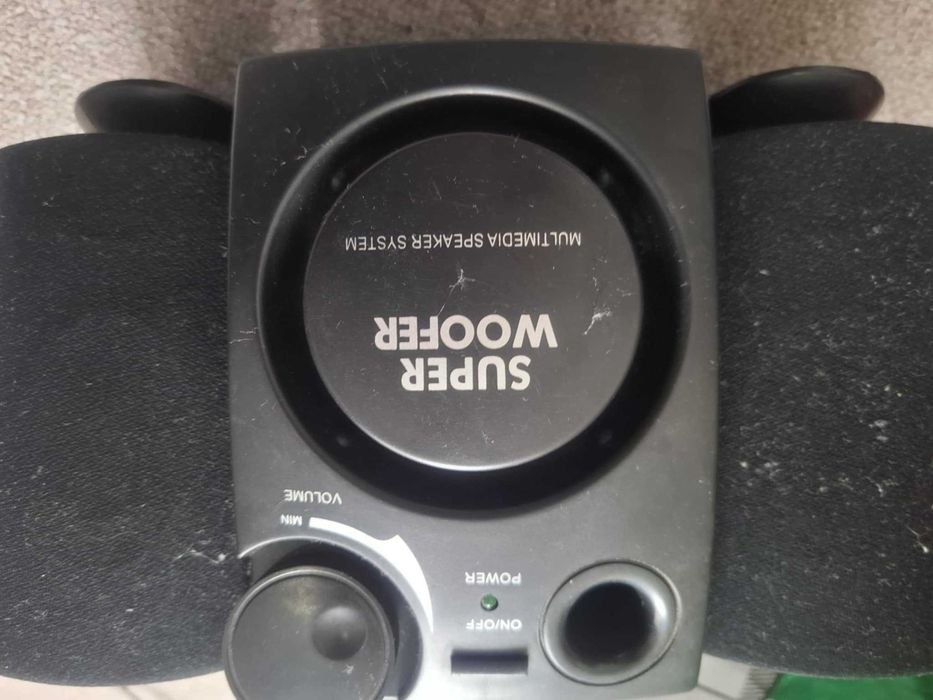 SUPER
WOOFER
MULTIMEDIA SPEAKER SYSTEM
ON/OFF
POWER
MIN
VOLUME